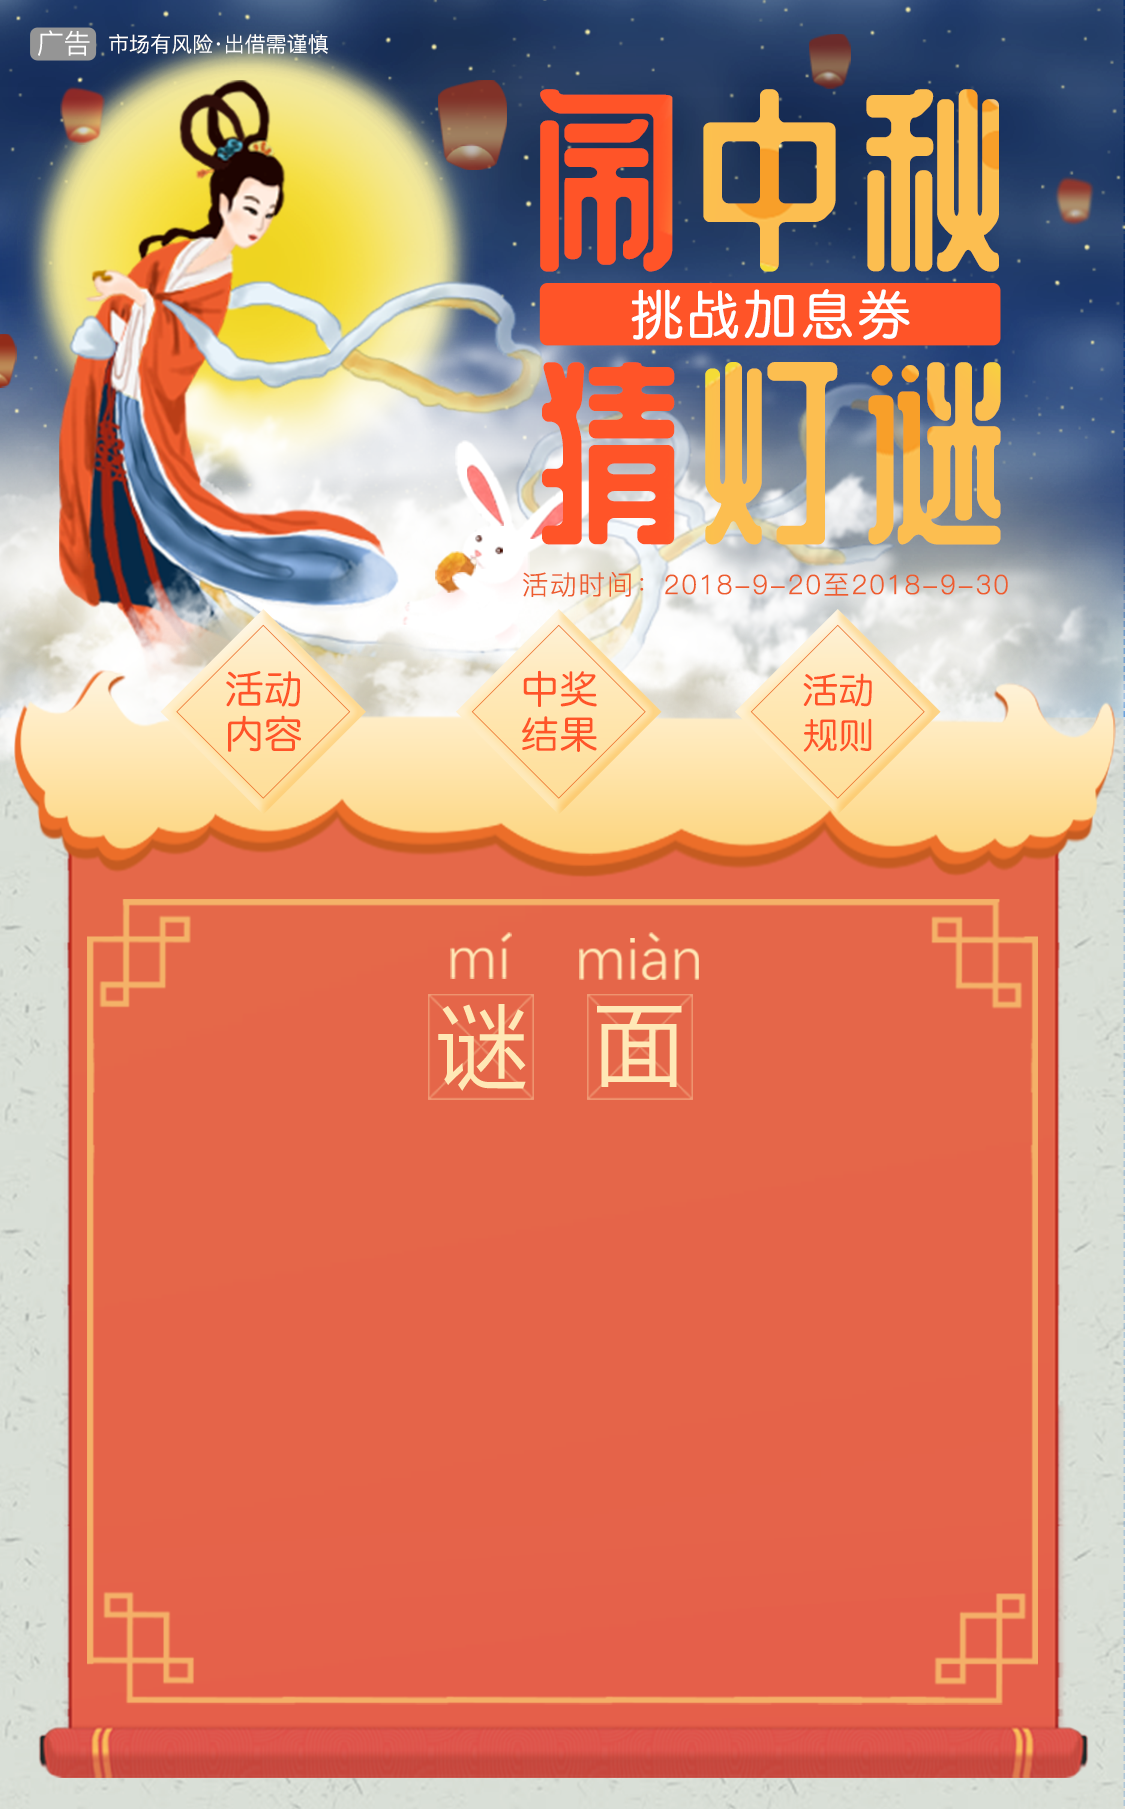 广告 市场有风险·出借需谨慎
闹中秋
挑战加息券
猜灯谜
活动时间：2018-9-20至2018-9-30
活动内容
中奖结果
活动规则
mí miàn
谜面